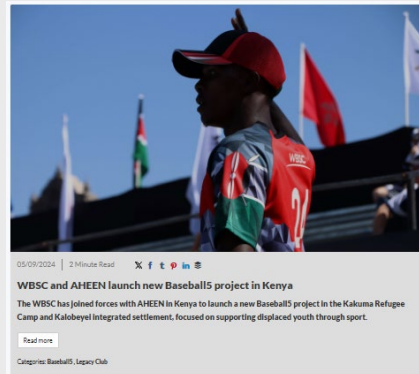 WBSC
24
05/09/2024 | 2 Minute Read
WBSC and AHEEN launch new Baseball5 project in Kenya
The WBSC has joined forces with AHEEN in Kenya to launch a new Baseball5 project in the Kakuma Refugee
Camp and Kalobeyei integrated settlement, focused on supporting displaced youth through sport.
Read more
Categories: Baseball5 , Legacy Club